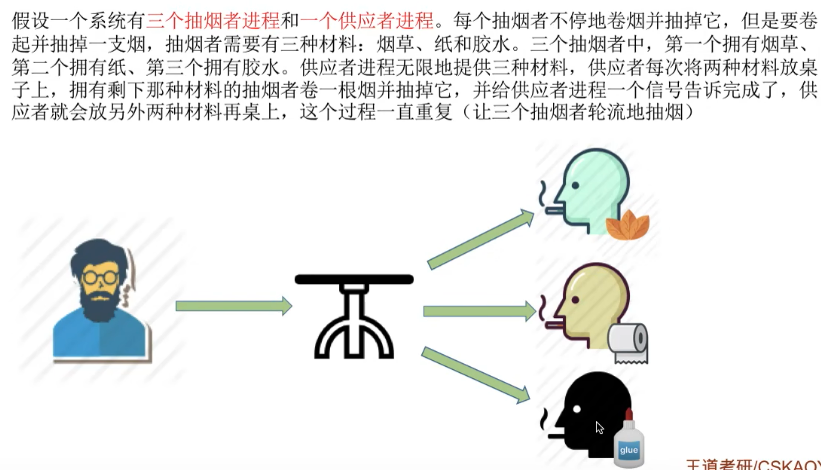 假设一个系统有三个抽烟者进程和一个供应者进程。每个抽烟者不停地卷烟并抽掉它，但是要卷
起并抽掉一支烟，抽烟者需要有三种材料：烟草、纸和胶水。三个抽烟者中，第一个拥有烟草、
第二个拥有纸、第三个拥有胶水。供应者进程无限地提供三种材料，供应者每次将两种材料放桌
子上，拥有剩下那种材料的抽烟者卷一根烟并抽掉它，并给供应者进程一个信号告诉完成了，供
应者就会放另外两种材料再桌上，这个过程一直重复（让三个抽烟者轮流地抽烟）
glue
王道考研/CSKAOY